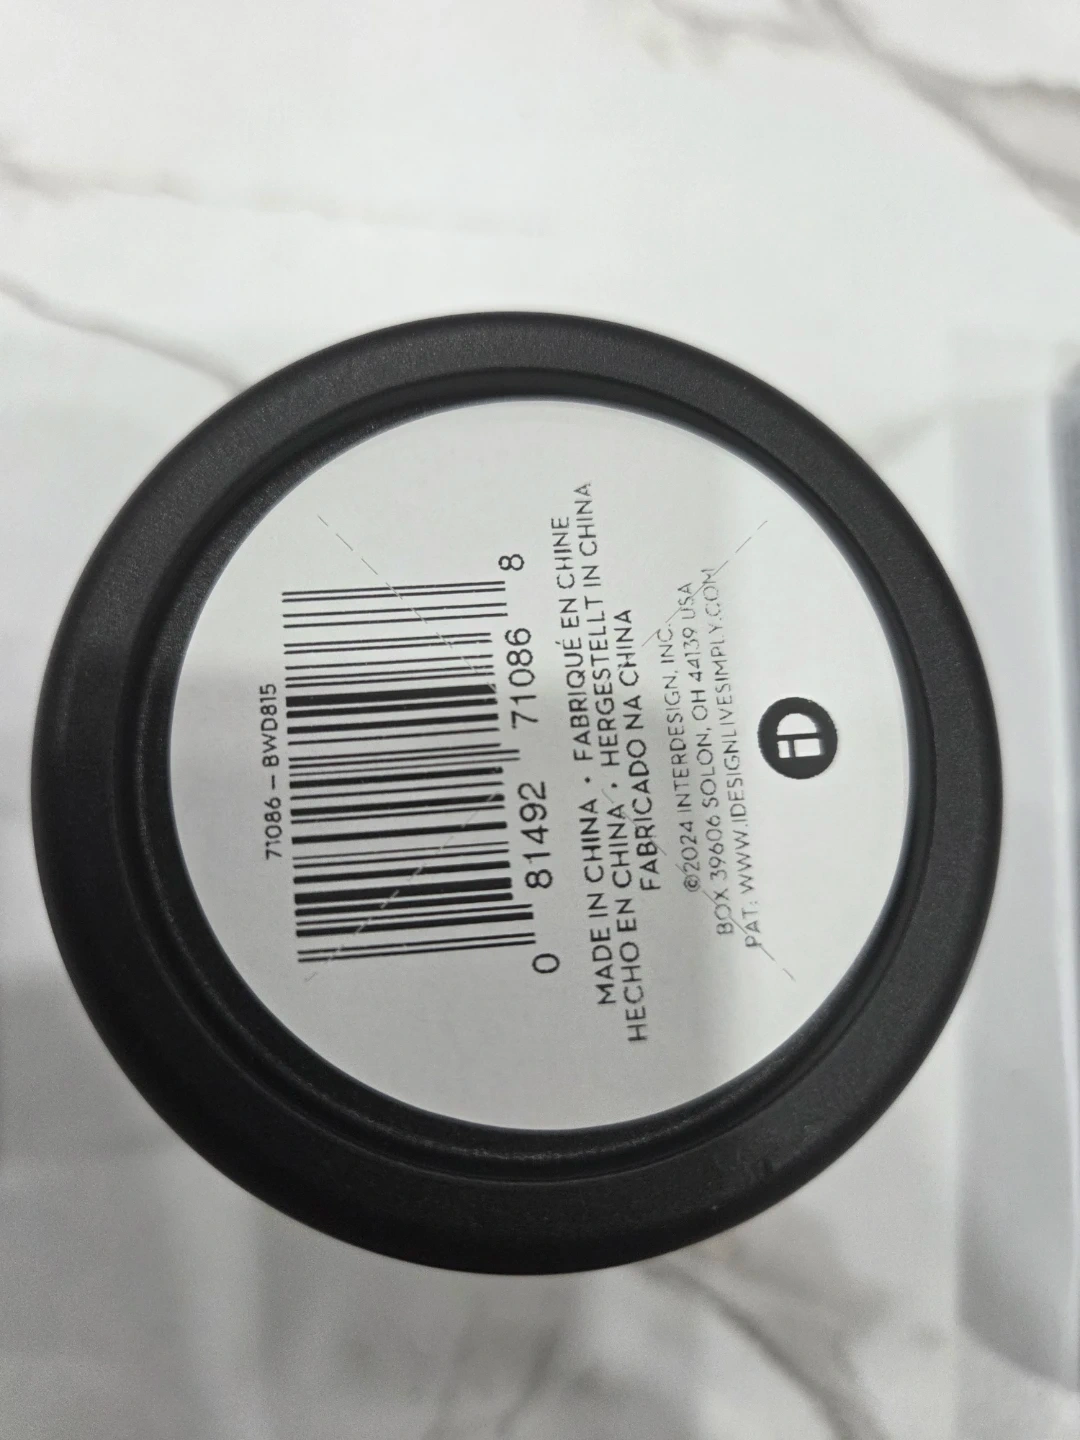 71086 – BWD815
0 81492 71086 8
MADE IN CHINA · FABRIQUÉ EN CHINE
HECHO EN CHINA · HERGESTELLT IN CHINA
FABRICADO NA CHINA
©2024 INTERDESIGN, INC.
BOX 39606 SOLON, OH 44139 USA
PAT: WWW.IDESIGNLIVESIMPLY.COM
iD